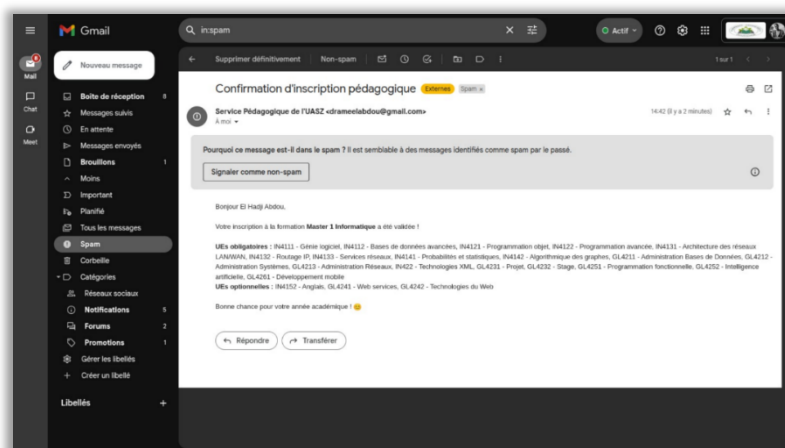 Gmail
in:spam
Actif
Mail
Chat
Meet
Nouveau message
Boîte de réception 8
Messages suivis
En attente
Messages envoyés
Brouillons 1
Moins
Important
Planifié
Tous les messages
Spam
Corbeille
Catégories
Réseaux sociaux
Notifications 5
Forums 2
Promotions 1
Gérer les libellés
Créer un libellé
Libellés +
Supprimer définitivement Non-spam
1 sur 1
Confirmation d'inscription pédagogique Externes Spam x
Service Pédagogique de l'UASZ <drameelabdou@gmail.com>
14:42 (il y a 2 minutes)
À moi
Pourquoi ce message est-il dans le spam ? Il est semblable à des messages identifiés comme spam par le passé.
Signaler comme non-spam
Bonjour El Hadji Abdou,
Votre inscription à la formation Master 1 Informatique a été validée !
UEs obligatoires : IN4111 - Génie logiciel, IN4112 - Bases de données avancées, IN4121 - Programmation objet, IN4122 - Programmation avancée, IN4131 - Architecture des réseaux
LAN/WAN, IN4132 - Routage IP, IN4133 - Services réseaux, IN4141 - Probabilités et statistiques, IN4142 - Algorithmique des graphes, GL4211 - Administration Bases de Données, GL4212 -
Administration Systèmes, GL4213 - Administration Réseaux, IN422 - Technologies XML, GL4231 - Projet, GL4232 - Stage, GL4251 - Programmation fonctionnelle, GL4252 - Intelligence
artificielle, GL4261 - Développement mobile
UEs optionnelles : IN4152 - Anglais, GL4241 - Web services, GL4242 - Technologies du Web
Bonne chance pour votre année académique ! 😊
Répondre
Transférer